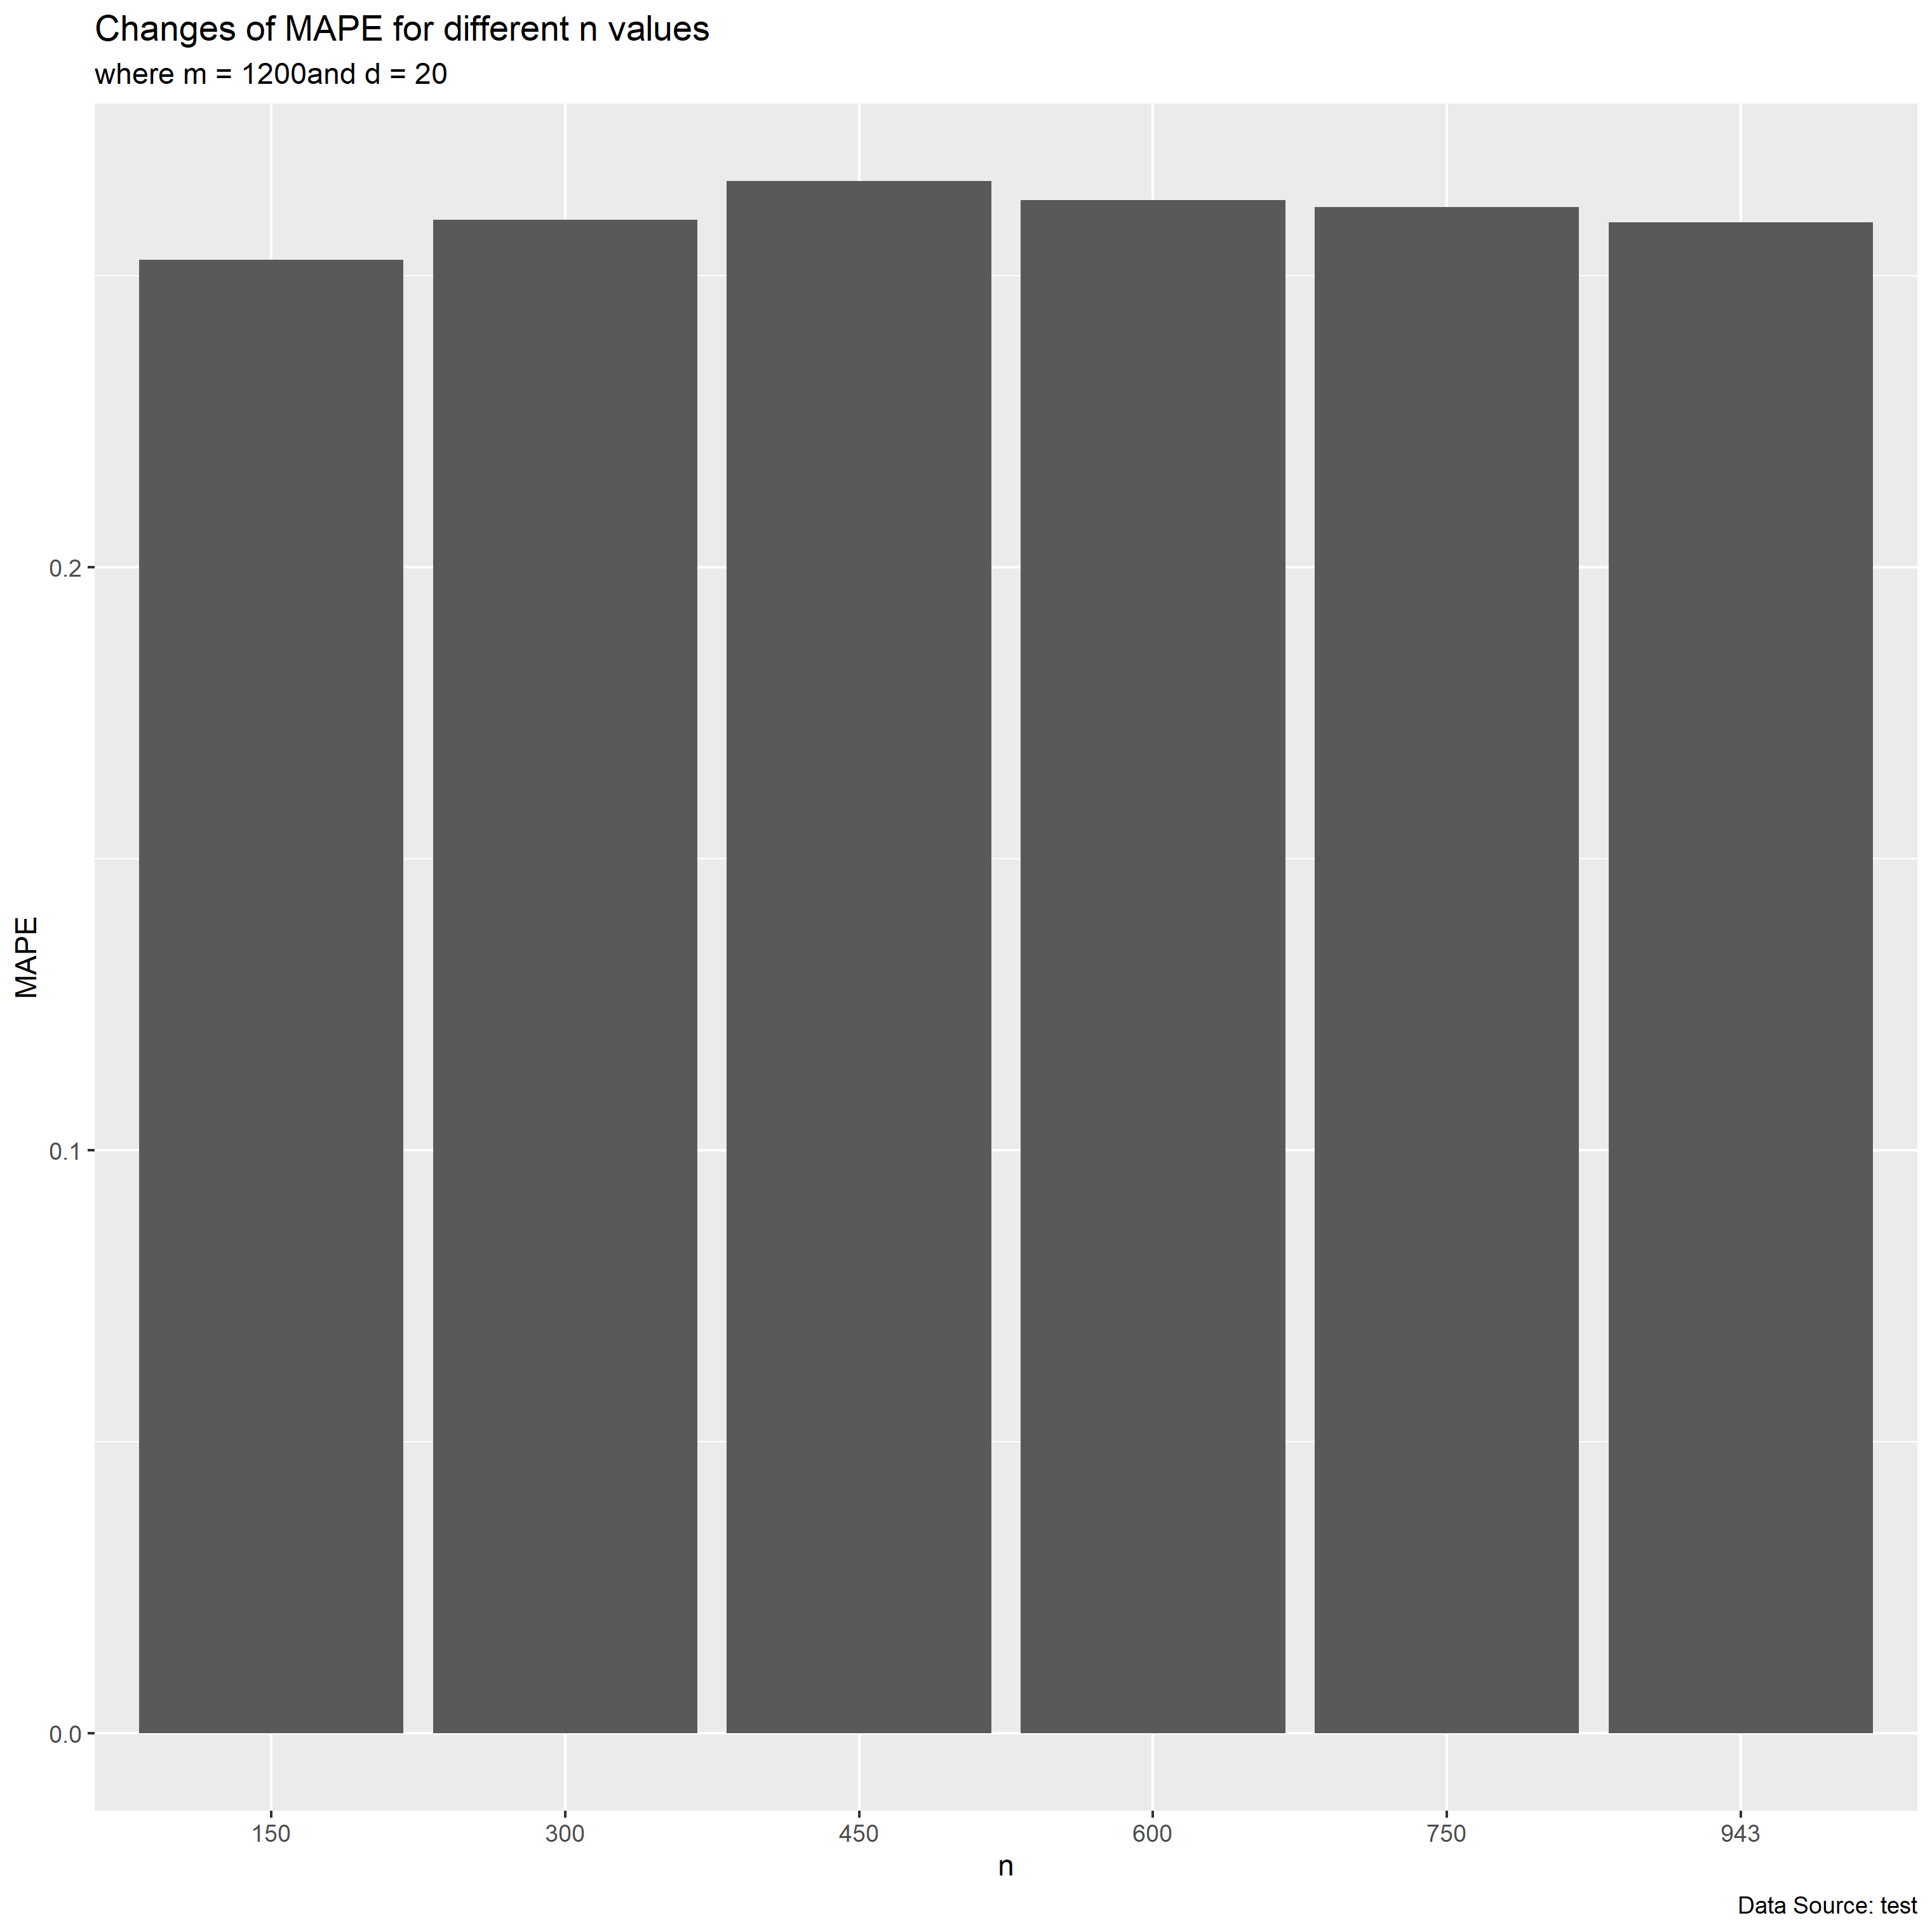 Changes of MAPE for different n values
where m = 1200and d = 20
MAPE
0.2
0.1
0.0
150 300 450 600 750 943
n
Data Source: test